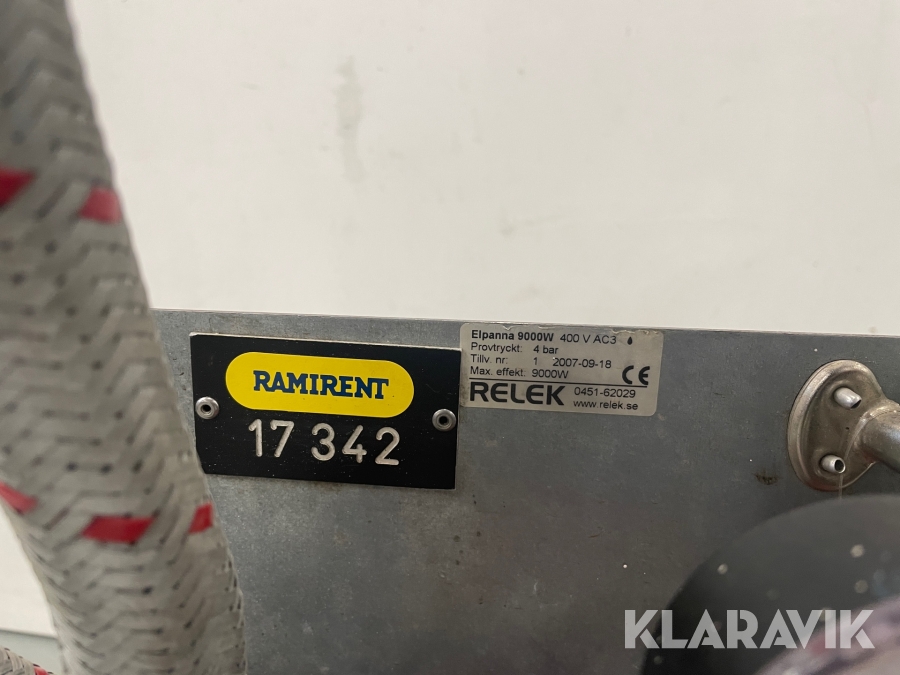 RAMIRENT
17 342
Elpanna 9000W 400 V AC3
Provtryckt: 4 bar
Tillv. nr: 1 2007-09-18
Max. effekt: 9000W
CE
RELEK
0451-62029
www.relek.se
KLARAVIK